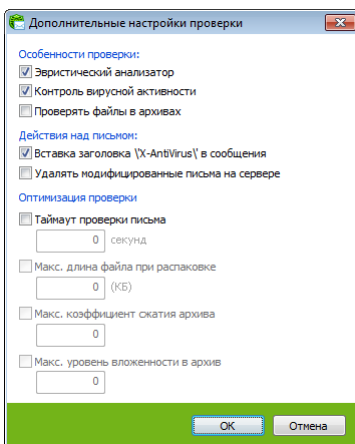 Дополнительные настройки проверки
Особенности проверки:
Эвристический анализатор
Контроль вирусной активности
Проверять файлы в архивах
Действия над письмом:
Вставка заголовка \'X-AntiVirus\' в сообщения
Удалять модифицированные письма на сервере
Оптимизация проверки
Таймаут проверки письма
0 секунд
Макс. длина файла при распаковке
0 (КБ)
Макс. коэффициент сжатия архива
0
Макс. уровень вложенности в архив
0
ОК Отмена